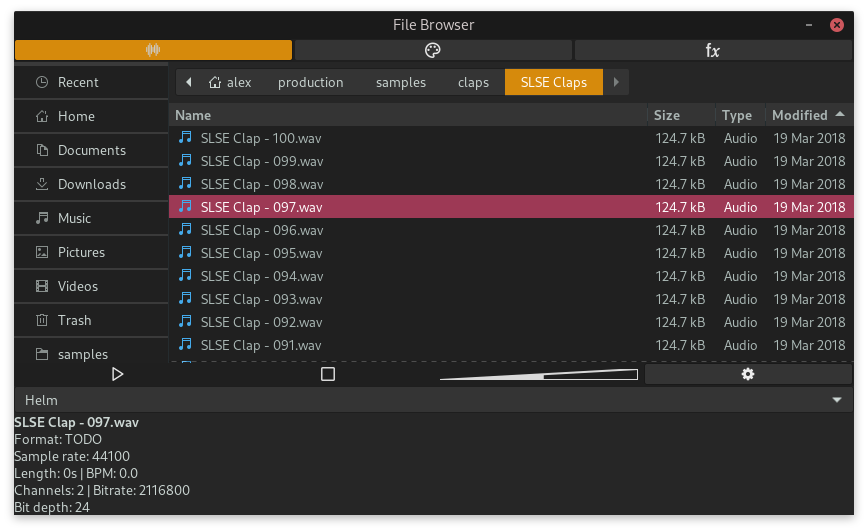 File Browser
fx
Recent
Home
Documents
Downloads
Music
Pictures
Videos
Trash
samples
alex production samples claps SLSE Claps
Name Size Type Modified
SLSE Clap - 100.wav 124.7 kB Audio 19 Mar 2018
SLSE Clap - 099.wav 124.7 kB Audio 19 Mar 2018
SLSE Clap - 098.wav 124.7 kB Audio 19 Mar 2018
SLSE Clap - 097.wav 124.7 kB Audio 19 Mar 2018
SLSE Clap - 096.wav 124.7 kB Audio 19 Mar 2018
SLSE Clap - 095.wav 124.7 kB Audio 19 Mar 2018
SLSE Clap - 094.wav 124.7 kB Audio 19 Mar 2018
SLSE Clap - 093.wav 124.7 kB Audio 19 Mar 2018
SLSE Clap - 092.wav 124.7 kB Audio 19 Mar 2018
SLSE Clap - 091.wav 124.7 kB Audio 19 Mar 2018
Helm
SLSE Clap - 097.wav
Format: TODO
Sample rate: 44100
Length: 0s | BPM: 0.0
Channels: 2 | Bitrate: 2116800
Bit depth: 24